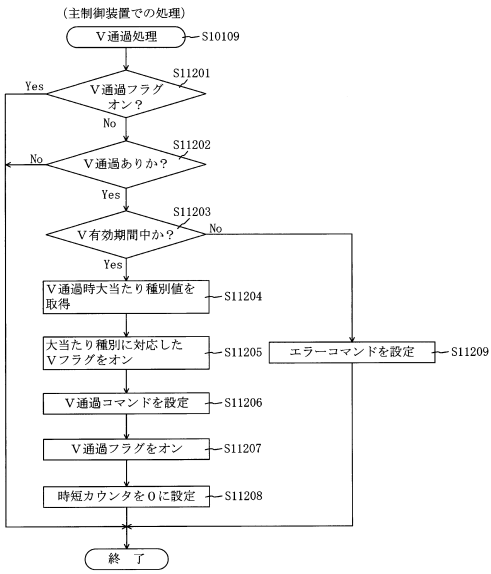 (主制御装置での処理)
V通過処理
S10109
S11201
Yes
V通過フラグ
オン？
No
S11202
No
V通過ありか？
Yes
S11203
No
V有効期間中か？
Yes
V通過時大当たり種別値を
取得
S11204
大当たり種別に対応した
Vフラグをオン
S11205
エラーコマンドを設定
S11209
V通過コマンドを設定
S11206
V通過フラグをオン
S11207
時短カウンタを0に設定
S11208
終 了